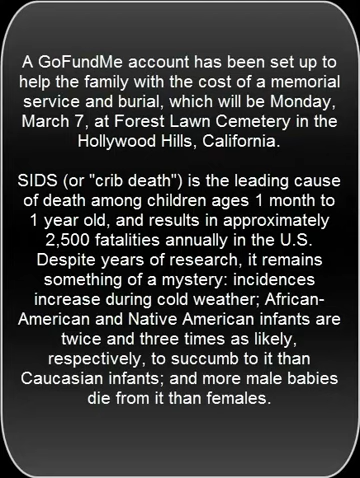 A GoFundMe account has been set up to
help the family with the cost of a memorial
service and burial, which will be Monday,
March 7, at Forest Lawn Cemetery in the
Hollywood Hills, California.
SIDS (or "crib death") is the leading cause
of death among children ages 1 month to
1 year old, and results in approximately
2,500 fatalities annually in the U.S.
Despite years of research, it remains
something of a mystery: incidences
increase during cold weather; African-
American and Native American infants are
twice and three times as likely,
respectively, to succumb to it than
Caucasian infants; and more male babies
die from it than females.